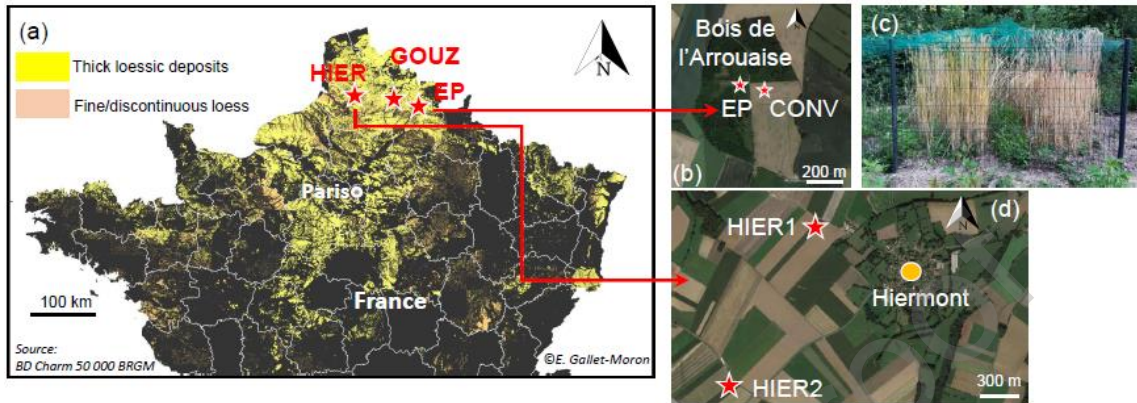 (a)
Thick loessic deposits
Fine/discontinuous loess
HIER
GOUZ
EP
N
Pariso
France
100 km
Source:
BD Charm 50 000 BRGM
©E. Gallet-Moron
(b)
Bois de
l'Arrouaise
EP
CONV
200 m
(c)
(d)
N
HIER1
Hiermont
HIER2
300 m